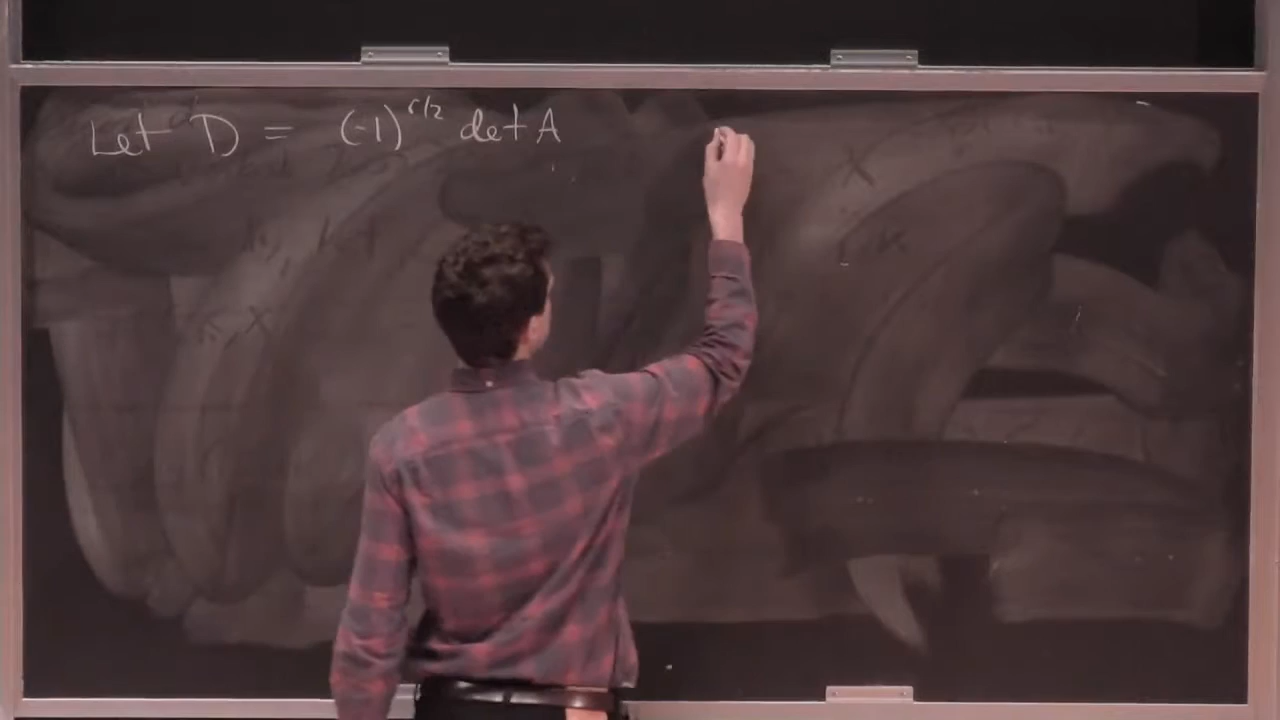 Let D = (-1)^{r/2} det A